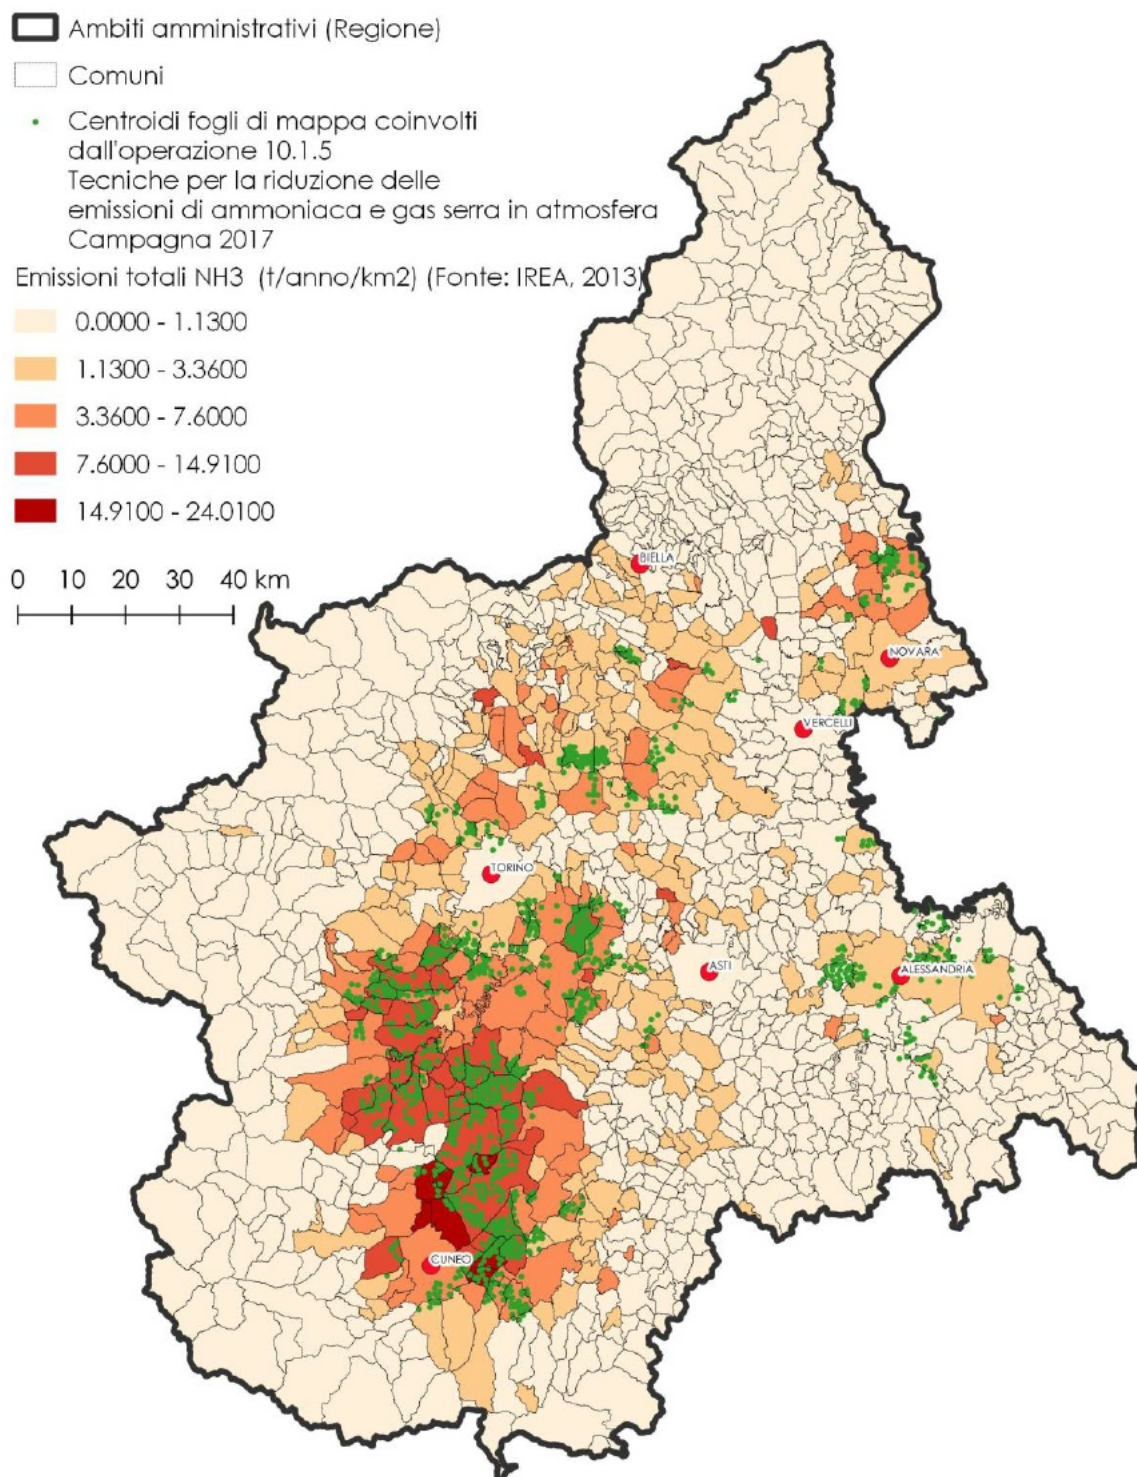 Ambiti amministrativi (Regione)
Comuni
Centroidi fogli di mappa coinvolti
dall'operazione 10.1.5
Tecniche per la riduzione delle
emissioni di ammoniaca e gas serra in atmosfera
Campagna 2017
Emissioni totali NH3 (t/anno/km2) (Fonte: IREA, 2013)
0.0000 - 1.1300
1.1300 - 3.3600
3.3600 - 7.6000
7.6000 - 14.9100
14.9100 - 24.0100
0 10 20 30 40 km
BIELLA
NOVARA
VERCELLI
TORINO
ASTI
ALESSANDRIA
CUNEO